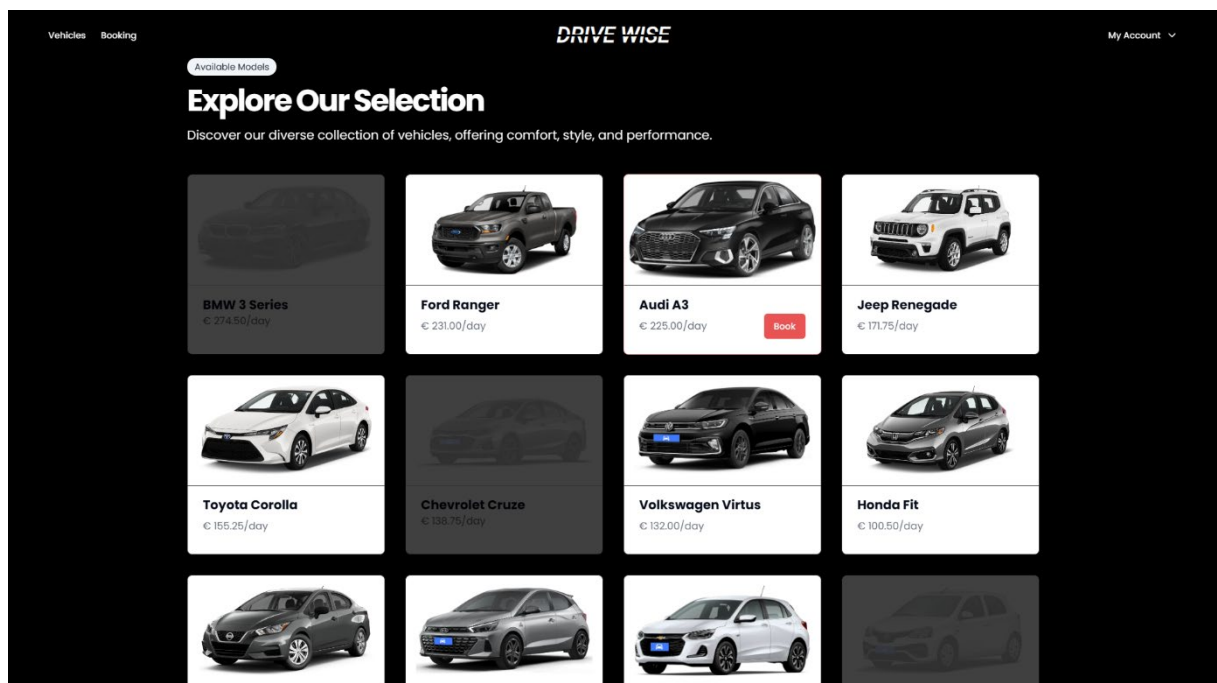 Vehicles Booking DRIVE WISE My Account
Available Models
Explore Our Selection
Discover our diverse collection of vehicles, offering comfort, style, and performance.
BMW 3 Series
€ 274.50/day
Ford Ranger
€ 231.00/day
Audi A3
€ 225.00/day
Book
Jeep Renegade
€ 171.75/day
Toyota Corolla
€ 155.25/day
Chevrolet Cruze
€ 138.75/day
Volkswagen Virtus
€ 132.00/day
Honda Fit
€ 100.50/day